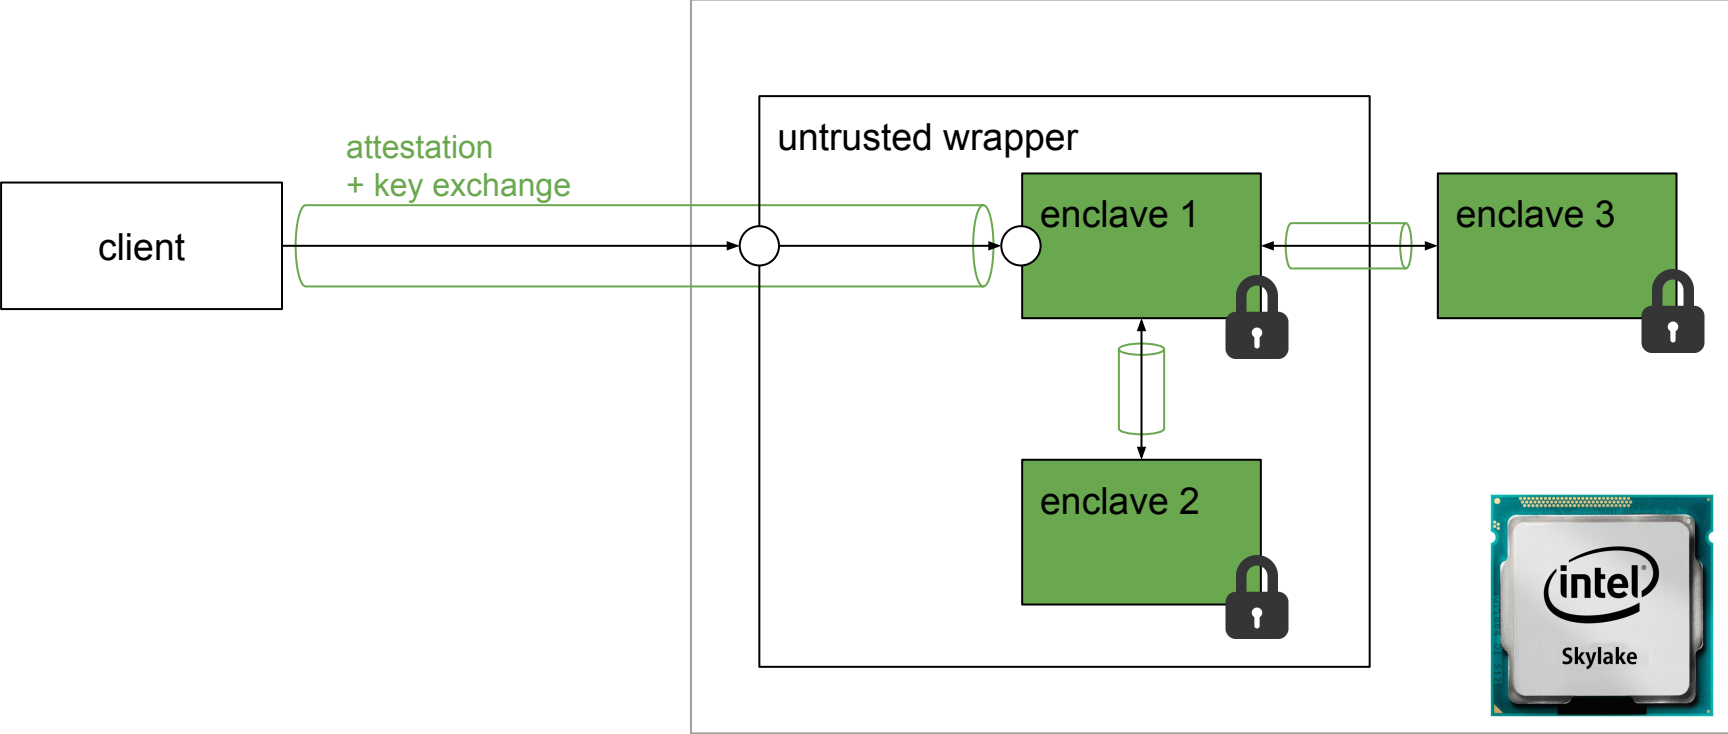 attestation
+ key exchange
client
untrusted wrapper
enclave 1
enclave 3
enclave 2
intel®
Skylake